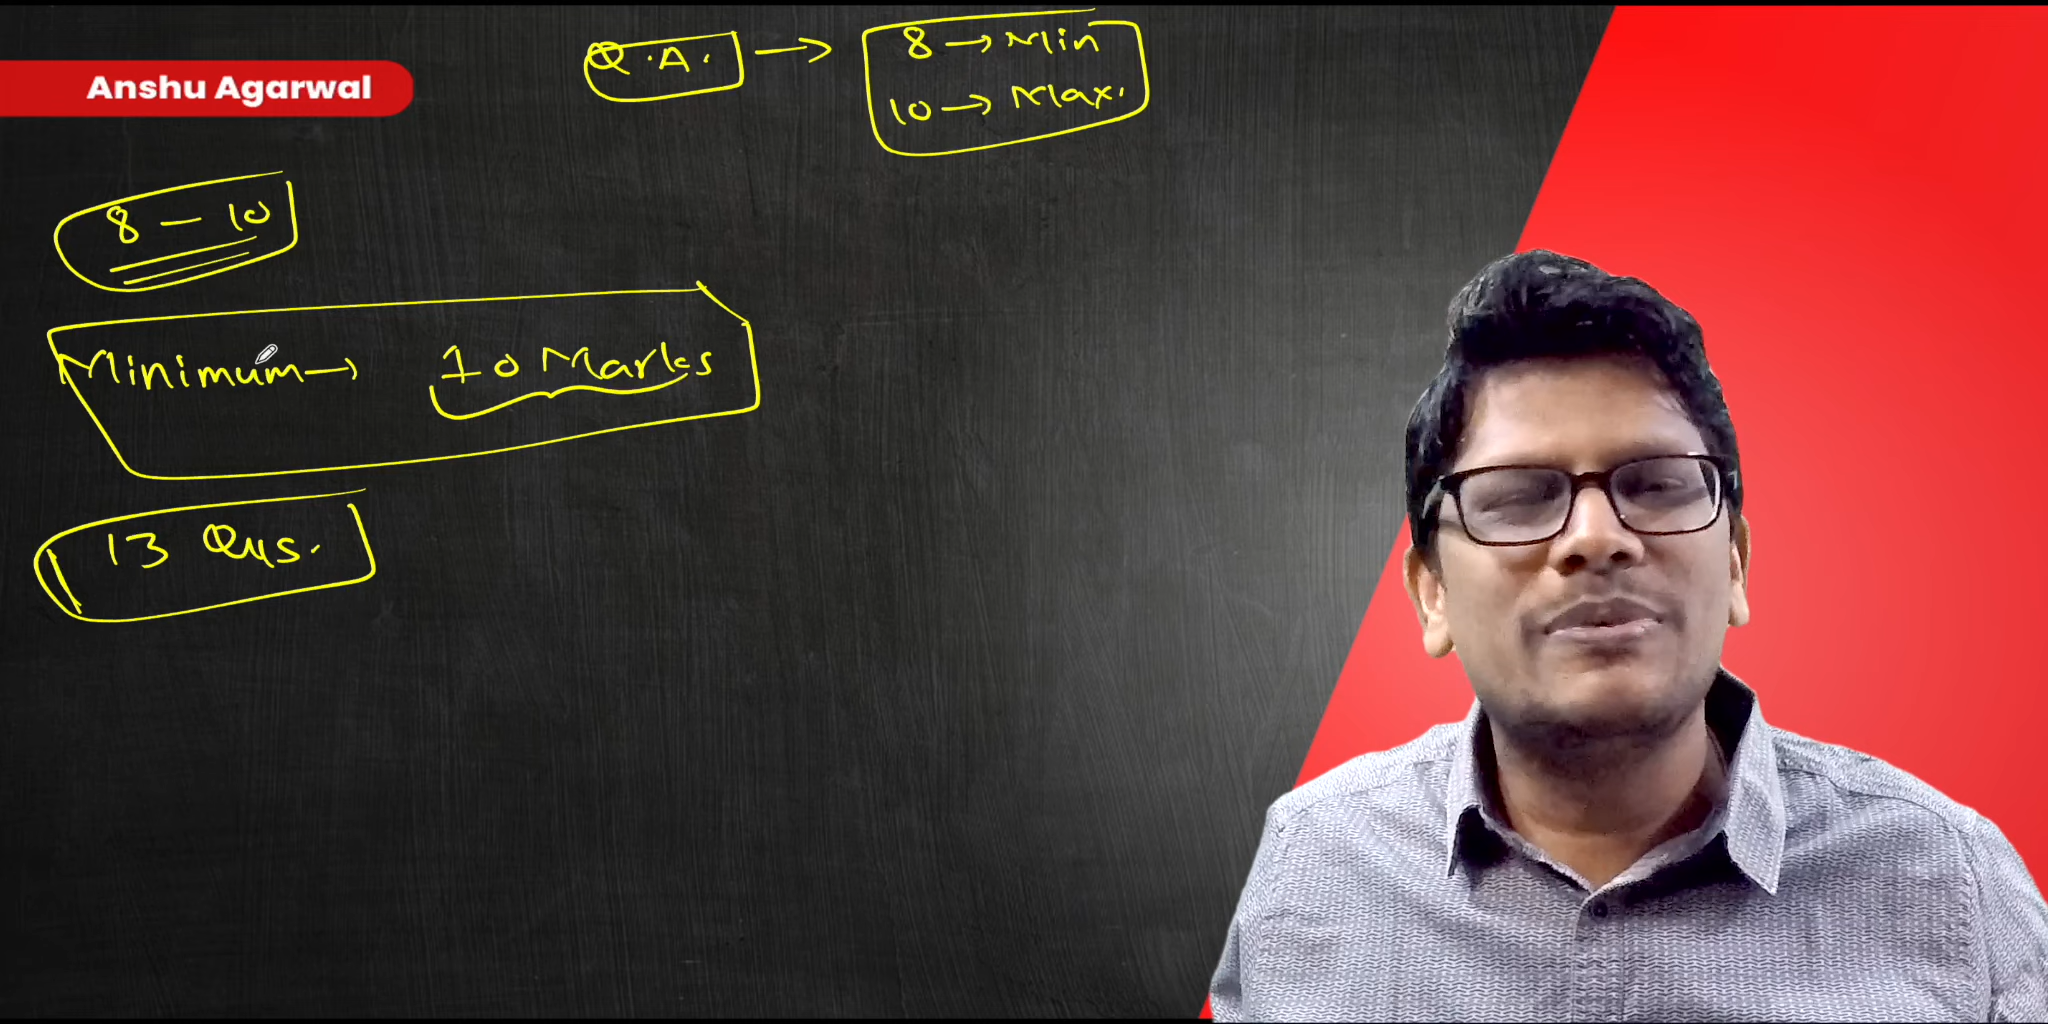 Anshu Agarwal
Q.A. → 8 → Min
10 → Max.
8 – 10
Minimum → 10 Marks
13 Qus.